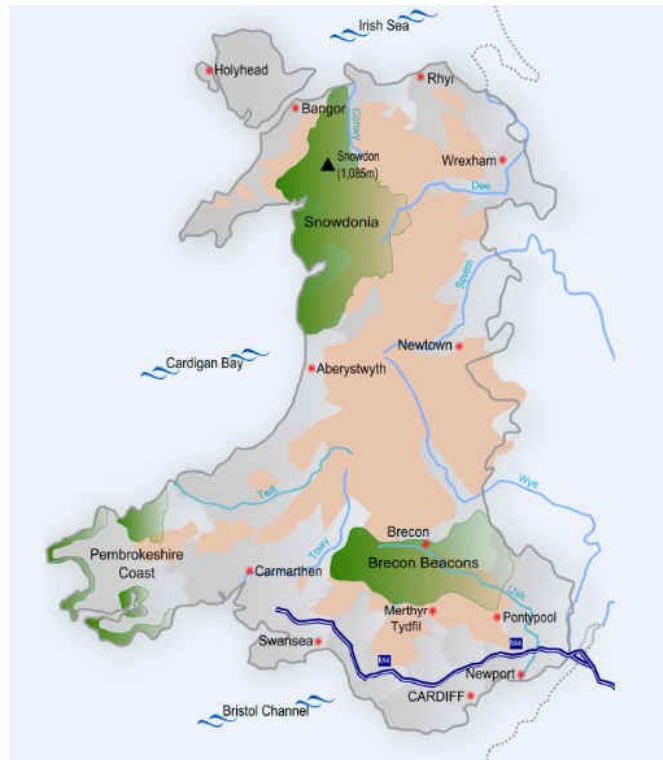 Irish Sea
Holyhead
Rhyl
Bangor
Conwy
Snowdon
(1,085m)
Wrexham
Dee
Snowdonia
Severn
Newtown
Cardigan Bay
Aberystwyth
Teifi
Wye
Towy
Brecon
Pembrokeshire
Coast
Brecon Beacons
Carmarthen
Usk
Merthyr
Tydfil
Pontypool
Swansea
M4
M4
Newport
CARDIFF
Bristol Channel